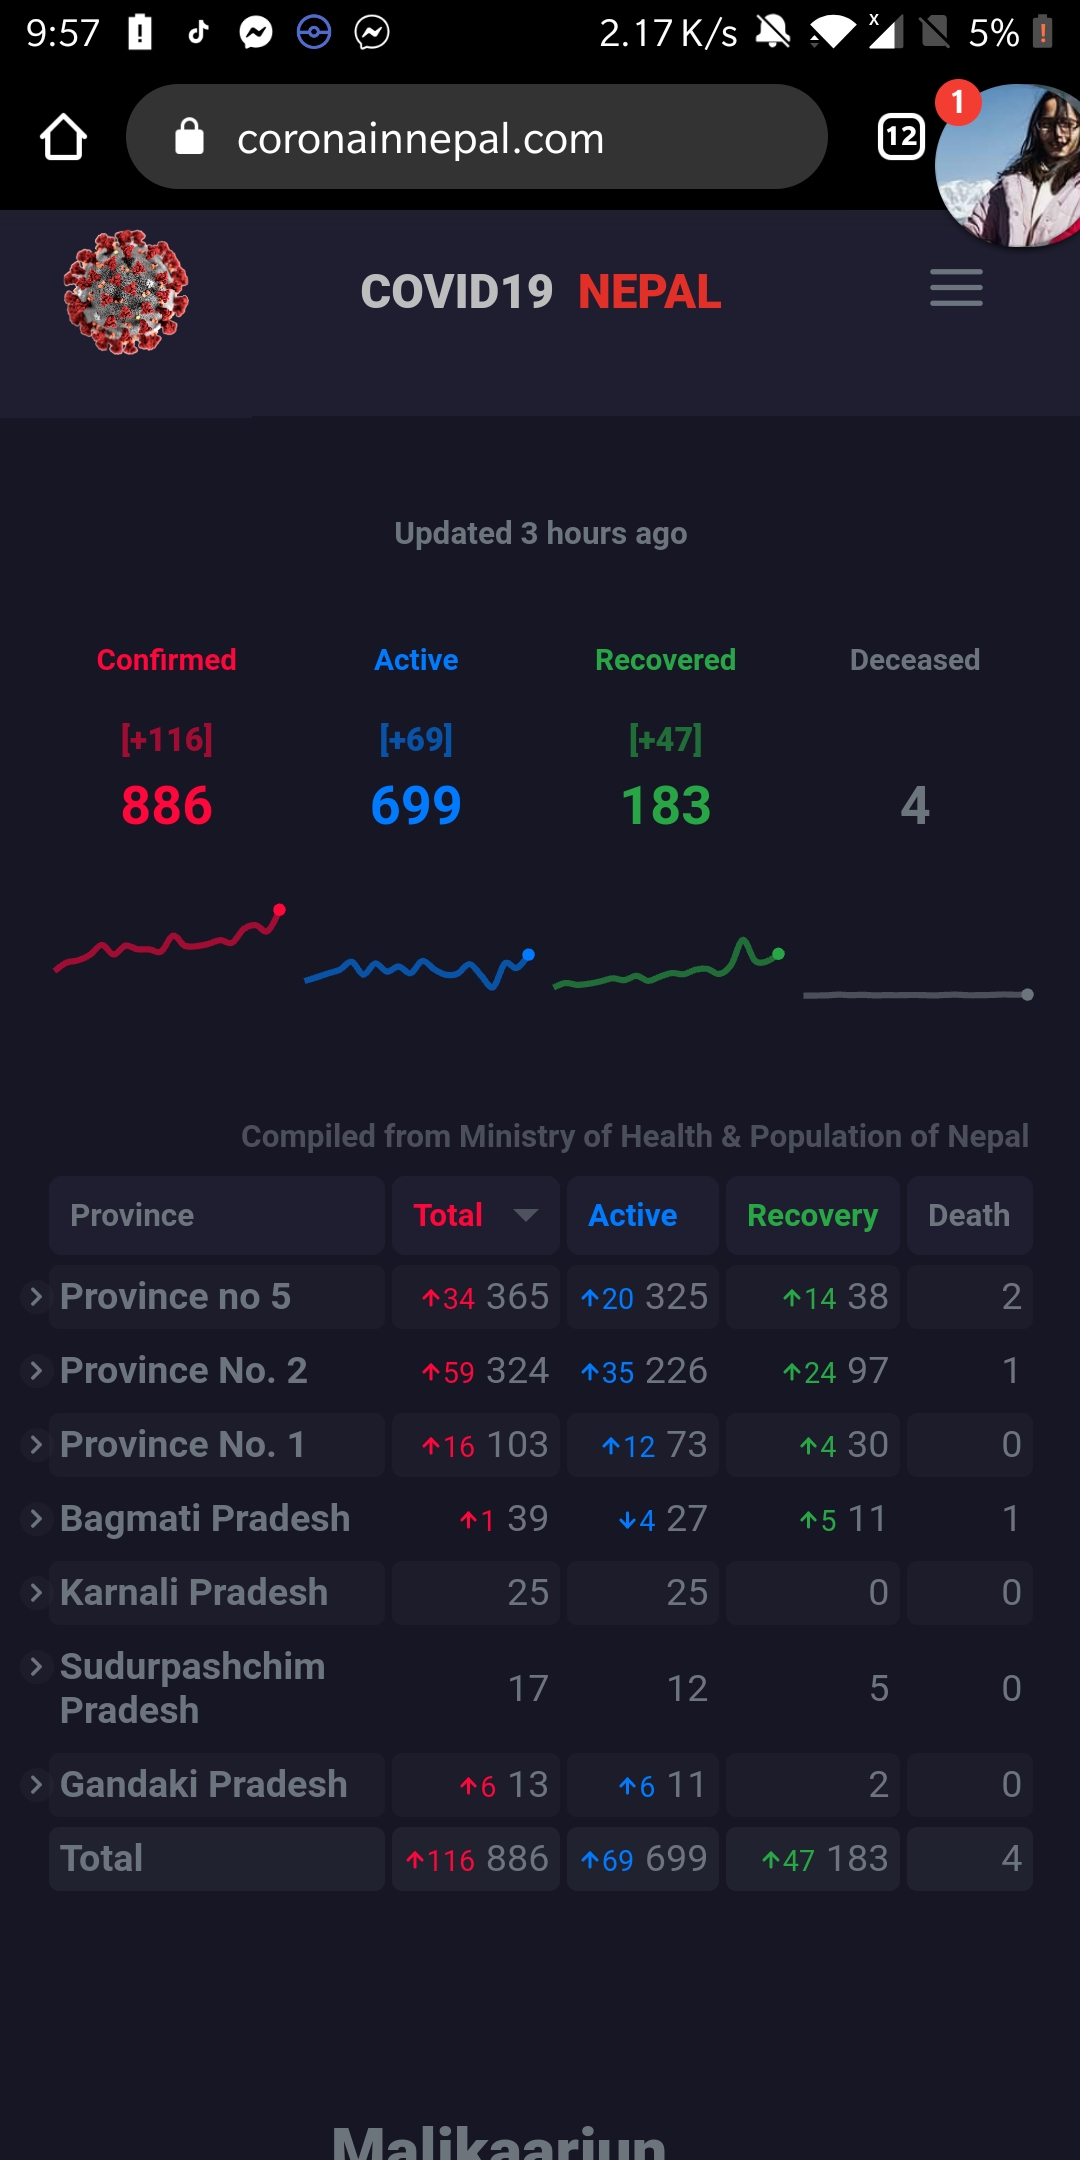 9:57 2.17 K/s x 5%
coronainnepal.com 12 1
COVID19 NEPAL
Updated 3 hours ago
Confirmed Active Recovered Deceased
[+116] [+69] [+47]
886 699 183 4
Compiled from Ministry of Health & Population of Nepal
Province Total Active Recovery Death
Province no 5 ↑34 365 ↑20 325 ↑14 38 2
Province No. 2 ↑59 324 ↑35 226 ↑24 97 1
Province No. 1 ↑16 103 ↑12 73 ↑4 30 0
Bagmati Pradesh ↑1 39 ↓4 27 ↑5 11 1
Karnali Pradesh 25 25 0 0
Sudurpashchim
Pradesh 17 12 5 0
Gandaki Pradesh ↑6 13 ↑6 11 2 0
Total ↑116 886 ↑69 699 ↑47 183 4
Malikaarjun